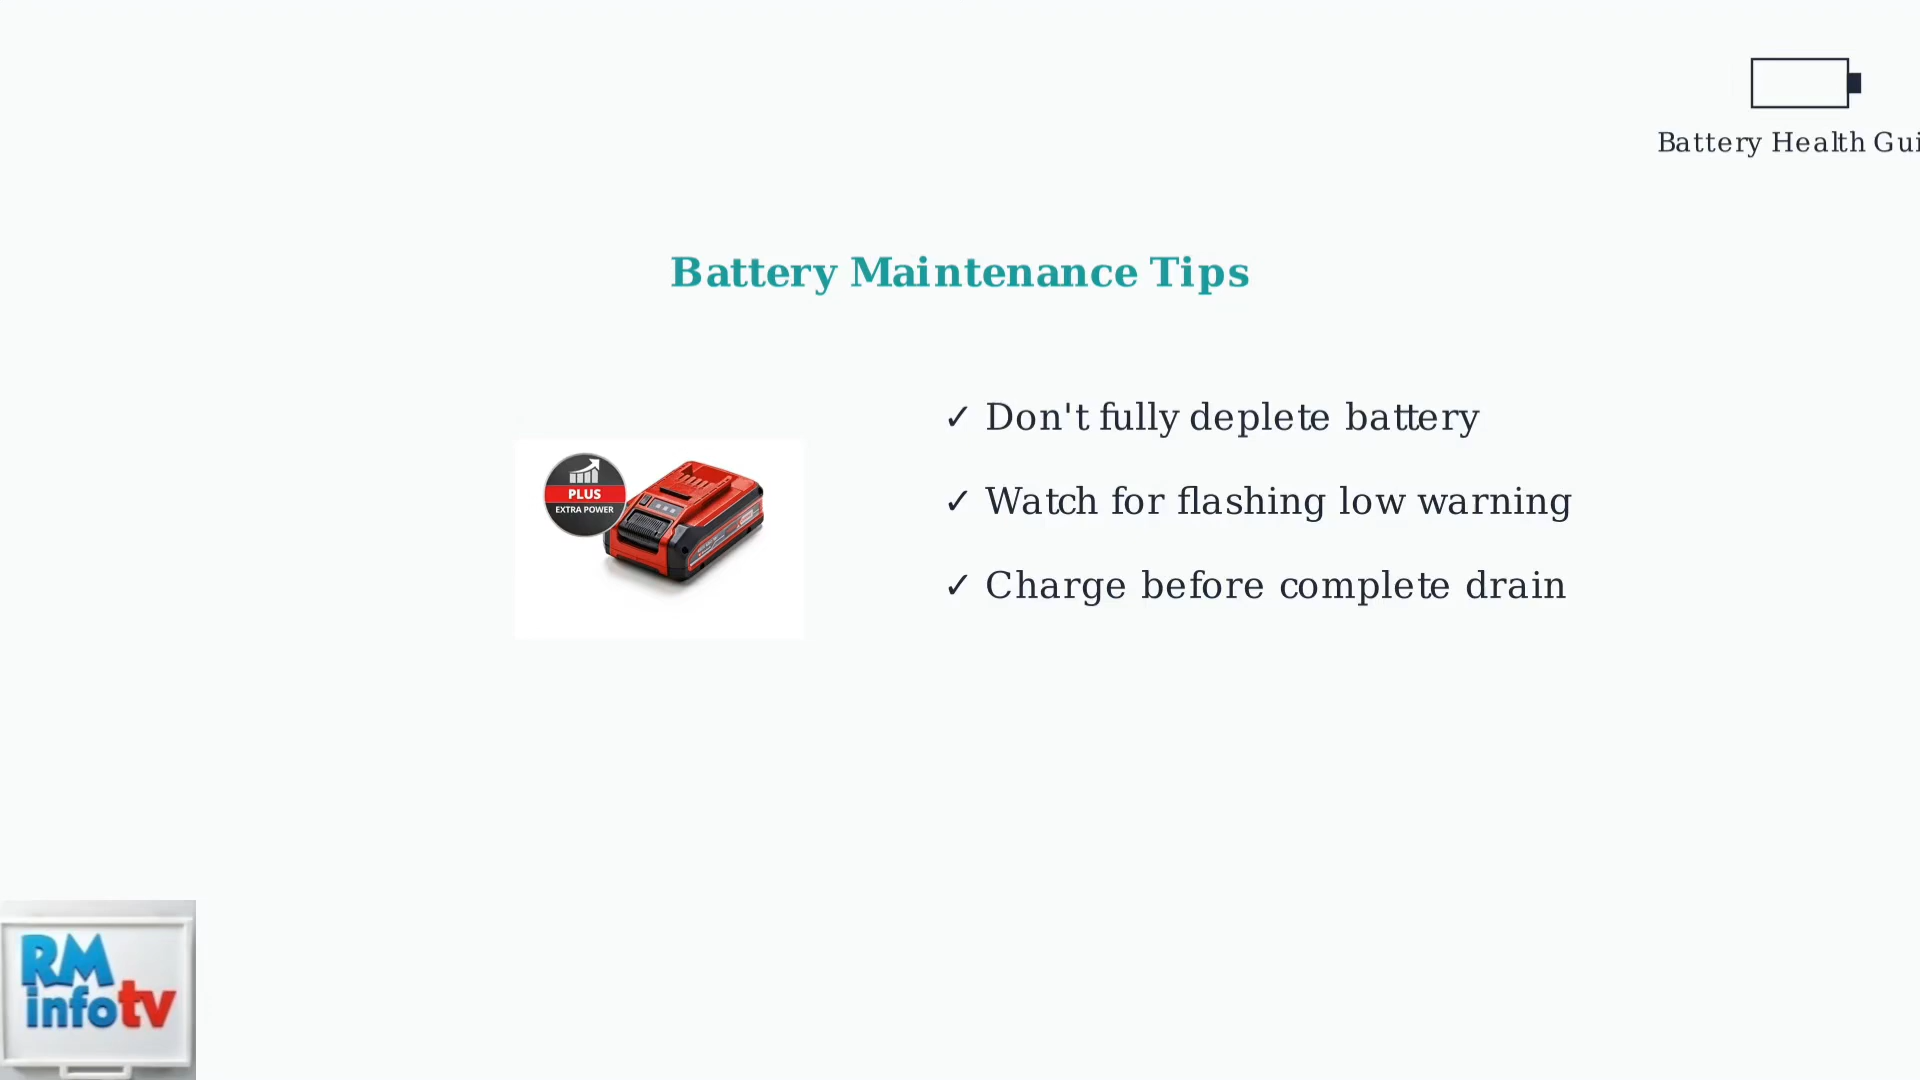 Battery Health Gui
Battery Maintenance Tips
✓ Don't fully deplete battery
✓ Watch for flashing low warning
✓ Charge before complete drain
PLUS
EXTRA POWER
RM
infotv